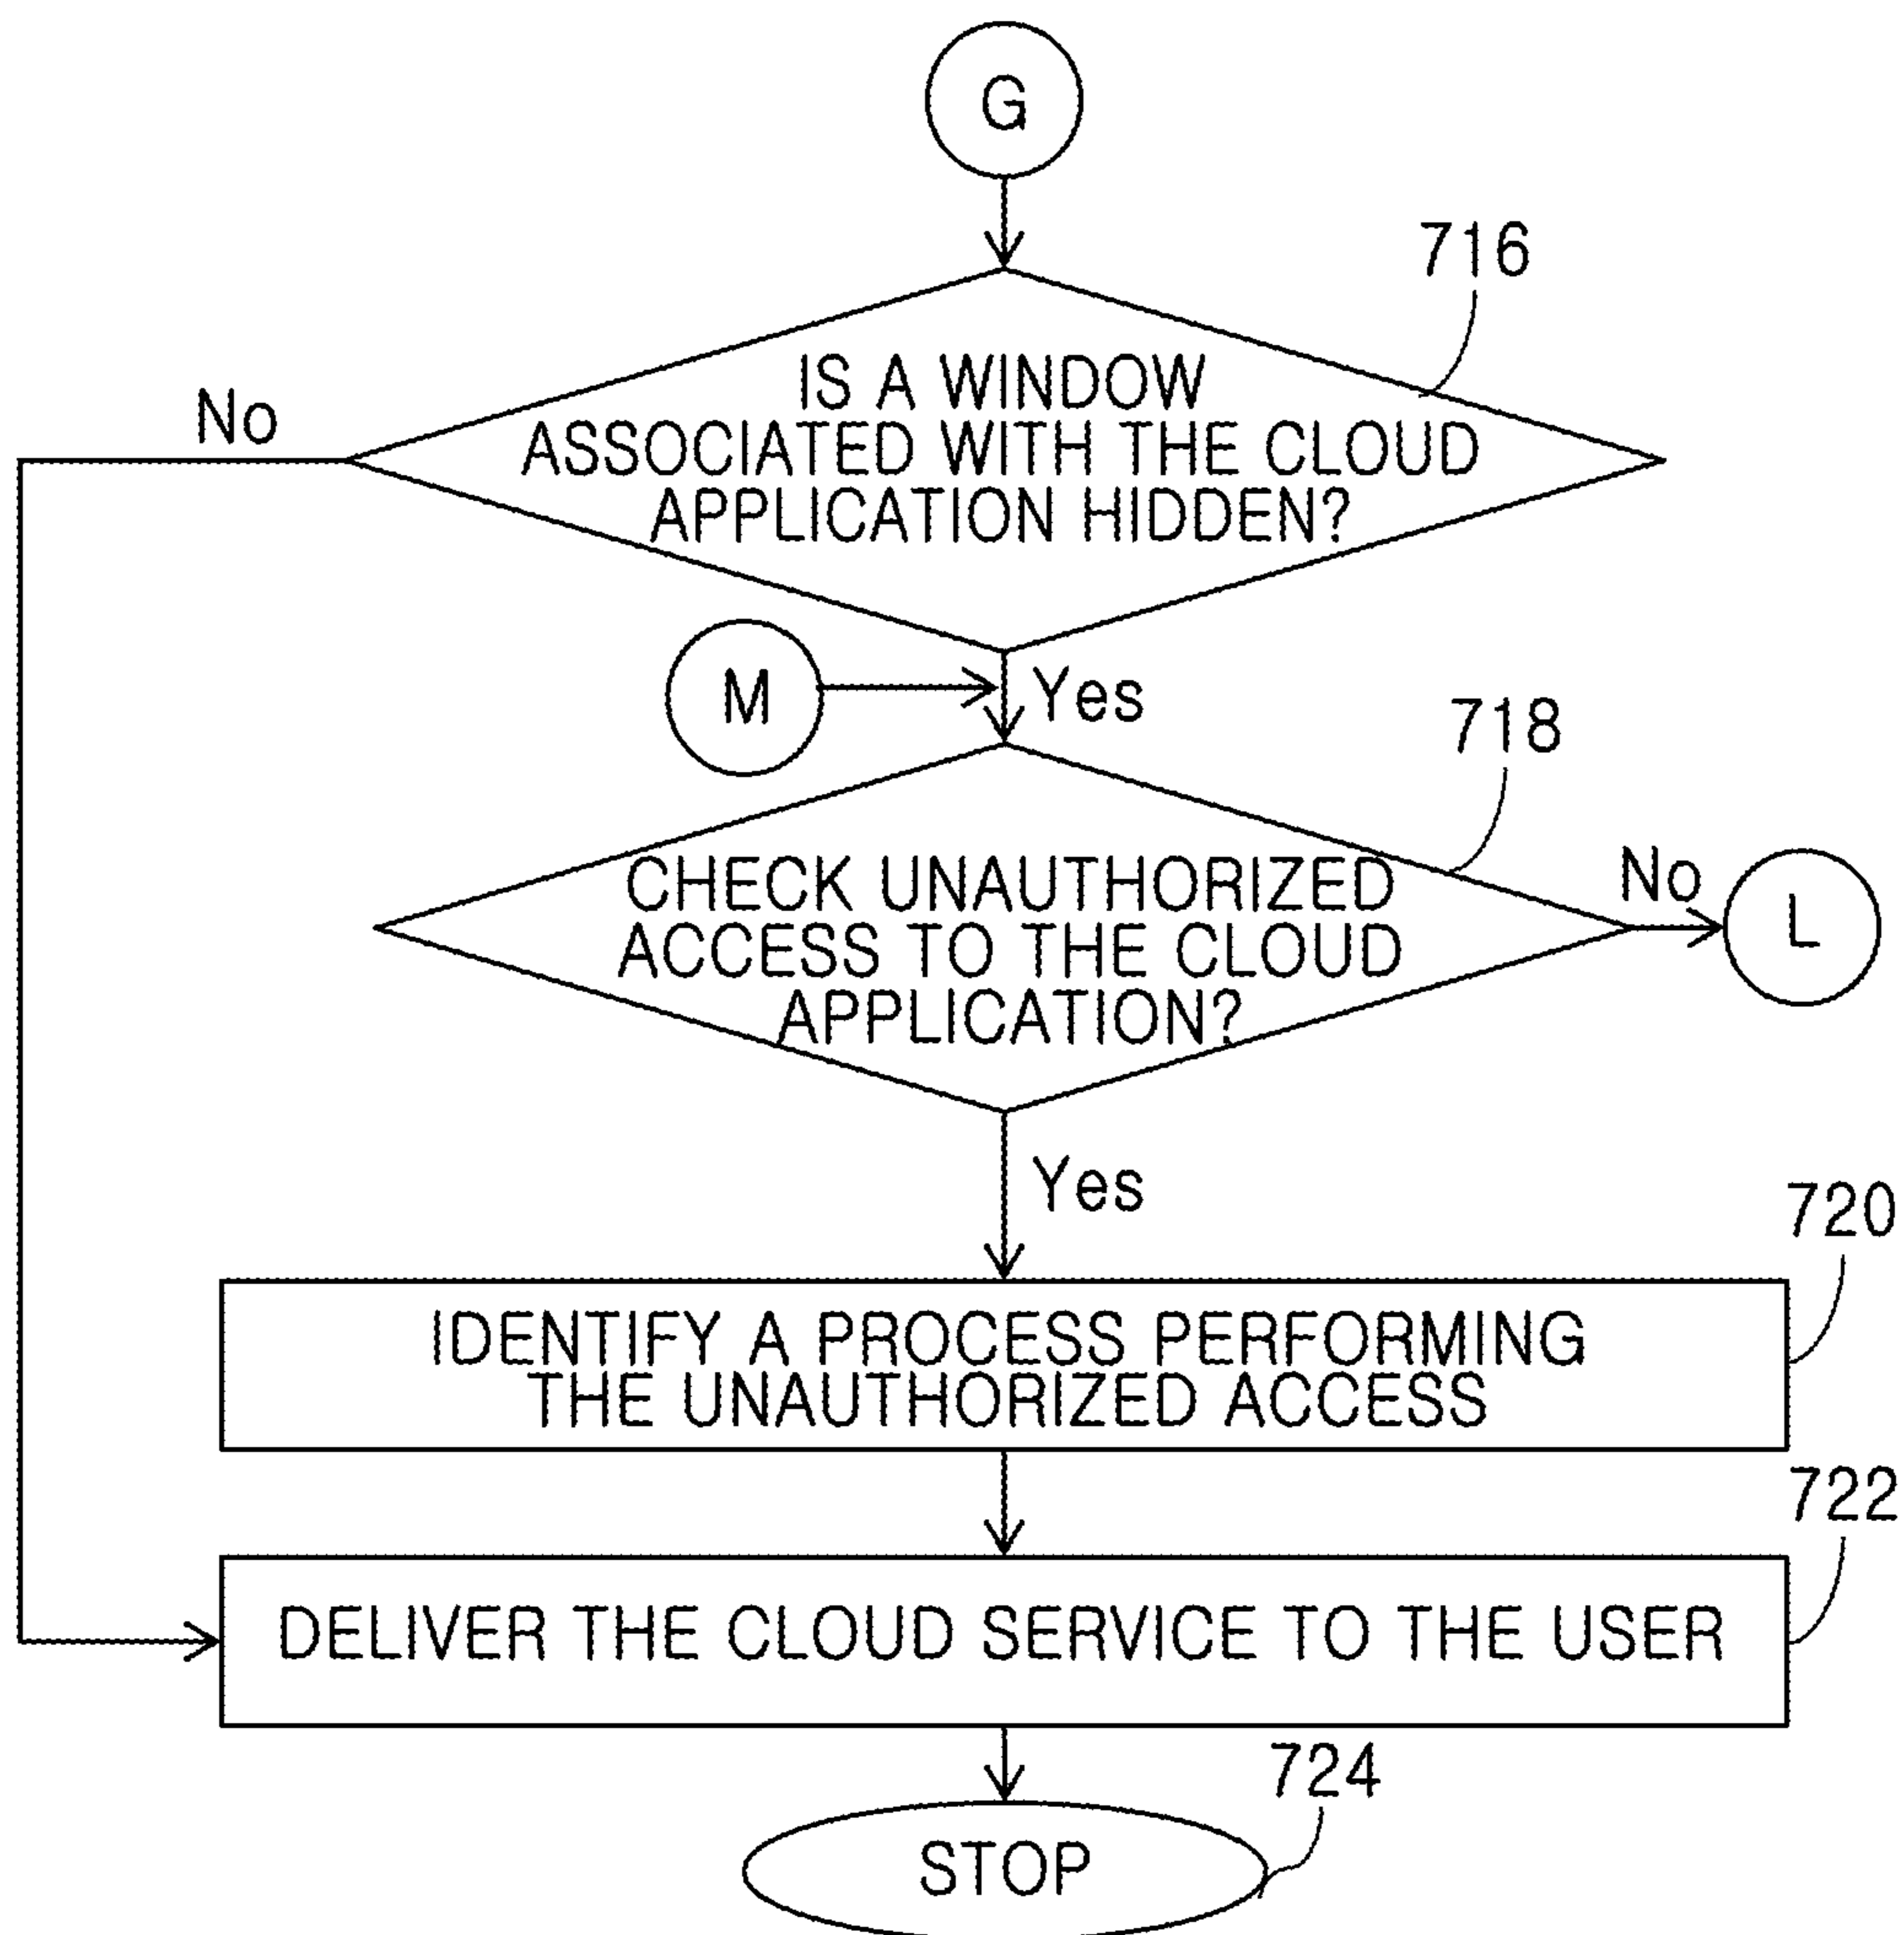 G
716
IS A WINDOW
ASSOCIATED WITH THE CLOUD
APPLICATION HIDDEN?
No
M
Yes
718
CHECK UNAUTHORIZED
ACCESS TO THE CLOUD
APPLICATION?
No
L
Yes
720
IDENTIFY A PROCESS PERFORMING
THE UNAUTHORIZED ACCESS
722
DELIVER THE CLOUD SERVICE TO THE USER
724
STOP